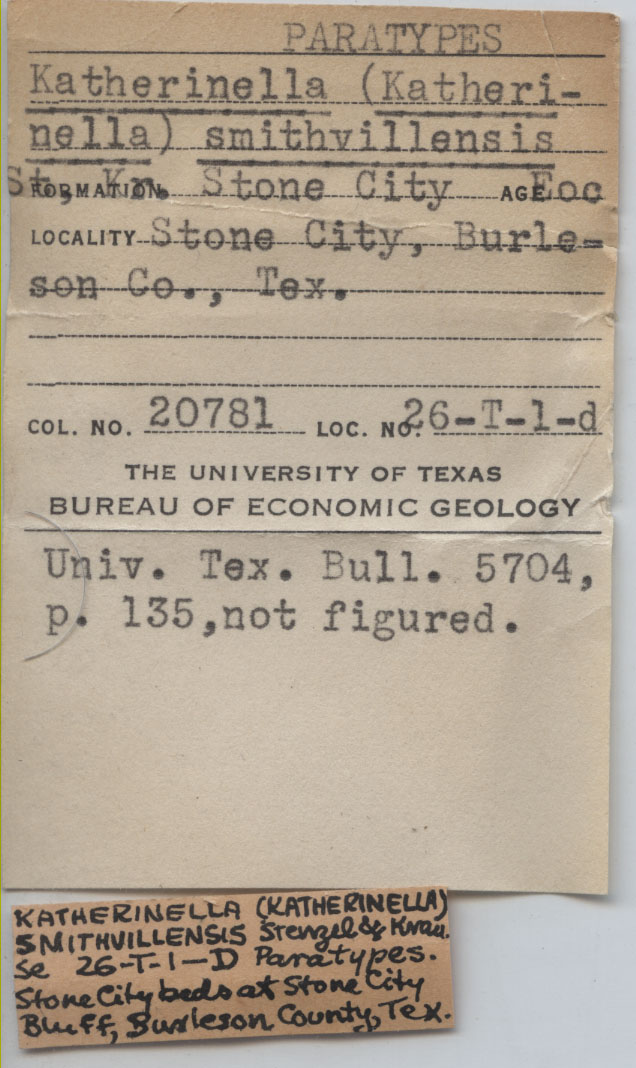 PARATYPES
Katherinella (Katheri-
nella) smithvillensis
St, Kr.
FORMATION Stone City AGE Eoc
LOCALITY Stone City, Burle-
son Co., Tex.
COL. NO. 20781 LOC. NO. 26-T-1-d
THE UNIVERSITY OF TEXAS
BUREAU OF ECONOMIC GEOLOGY
Univ. Tex. Bull. 5704,
p. 135,not figured.
KATHERINELLA (KATHERINELLA)
SMITHVILLENSIS Stenzel & Krau.
Se 26-T-1-D Paratypes.
Stone City beds at Stone City
Bluff, Burleson County, Tex.